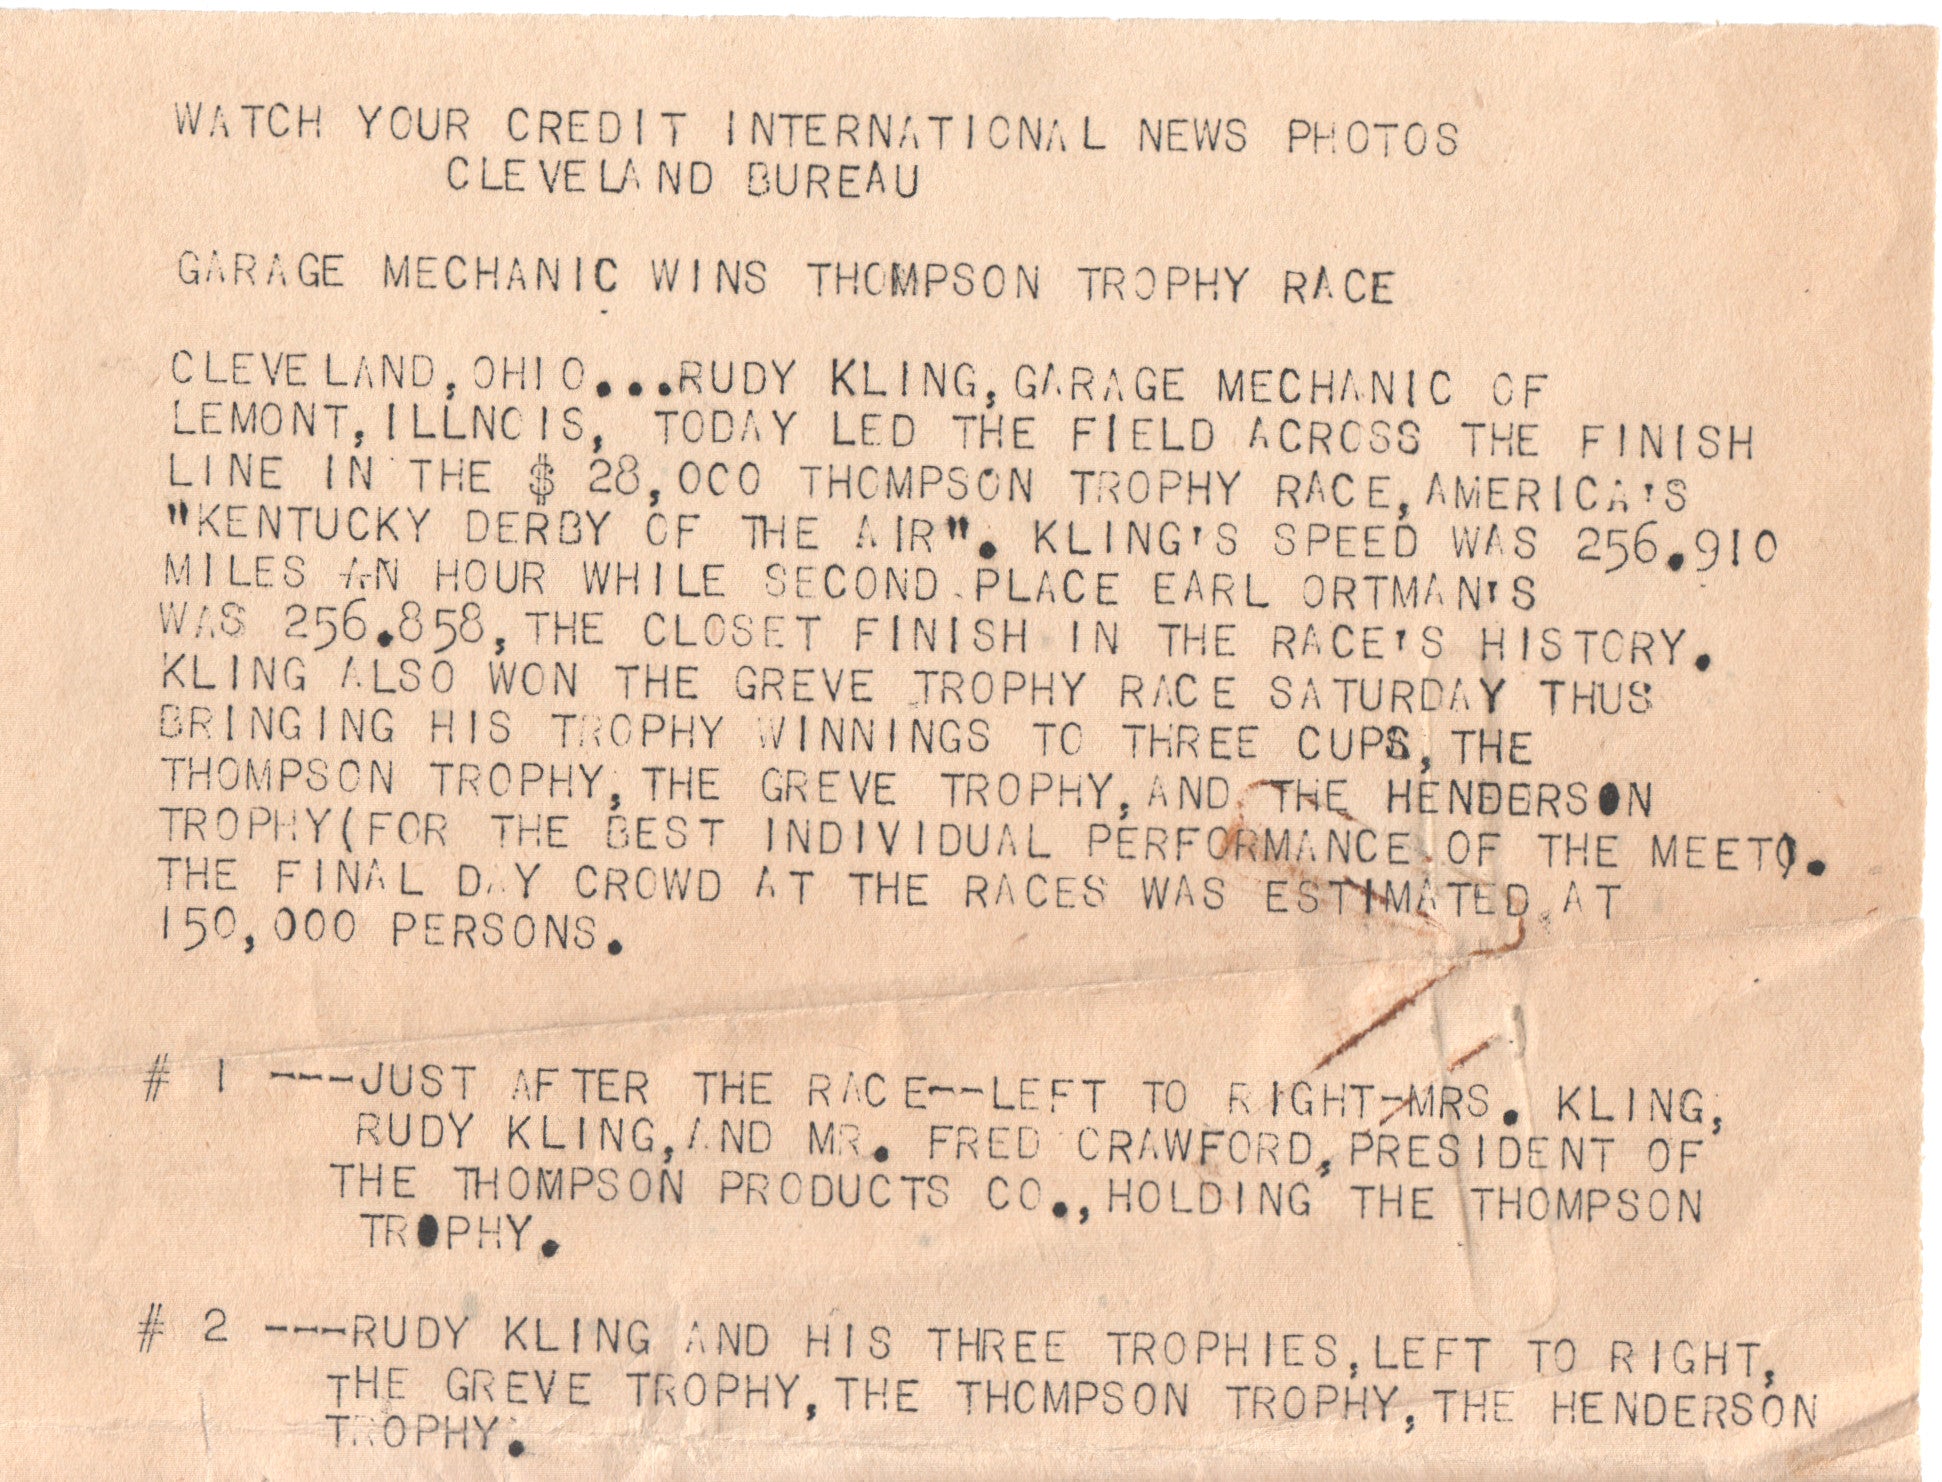 WATCH YOUR CREDIT INTERNATIONAL NEWS PHOTOS
CLEVELAND BUREAU
GARAGE MECHANIC WINS THOMPSON TROPHY RACE
CLEVELAND, OHIO...RUDY KLING, GARAGE MECHANIC OF
LEMONT, ILLNOIS, TODAY LED THE FIELD ACROSS THE FINISH
LINE IN THE $ 28,000 THOMPSON TROPHY RACE, AMERICA'S
"KENTUCKY DERBY OF THE AIR". KLING'S SPEED WAS 256.910
MILES AN HOUR WHILE SECOND PLACE EARL ORTMAN'S
WAS 256.858, THE CLOSET FINISH IN THE RACE'S HISTORY.
KLING ALSO WON THE GREVE TROPHY RACE SATURDAY THUS
BRINGING HIS TROPHY WINNINGS TO THREE CUPS, THE
THOMPSON TROPHY, THE GREVE TROPHY, AND THE HENDERSON
TROPHY(FOR THE BEST INDIVIDUAL PERFORMANCE OF THE MEET).
THE FINAL DAY CROWD AT THE RACES WAS ESTIMATED AT
150,000 PERSONS.
# 1 ---JUST AFTER THE RACE--LEFT TO RIGHT-MRS. KLING,
RUDY KLING, AND MR. FRED CRAWFORD, PRESIDENT OF
THE THOMPSON PRODUCTS CO., HOLDING THE THOMPSON
TROPHY.
# 2 ---RUDY KLING AND HIS THREE TROPHIES, LEFT TO RIGHT,
THE GREVE TROPHY, THE THOMPSON TROPHY, THE HENDERSON
TROPHY.